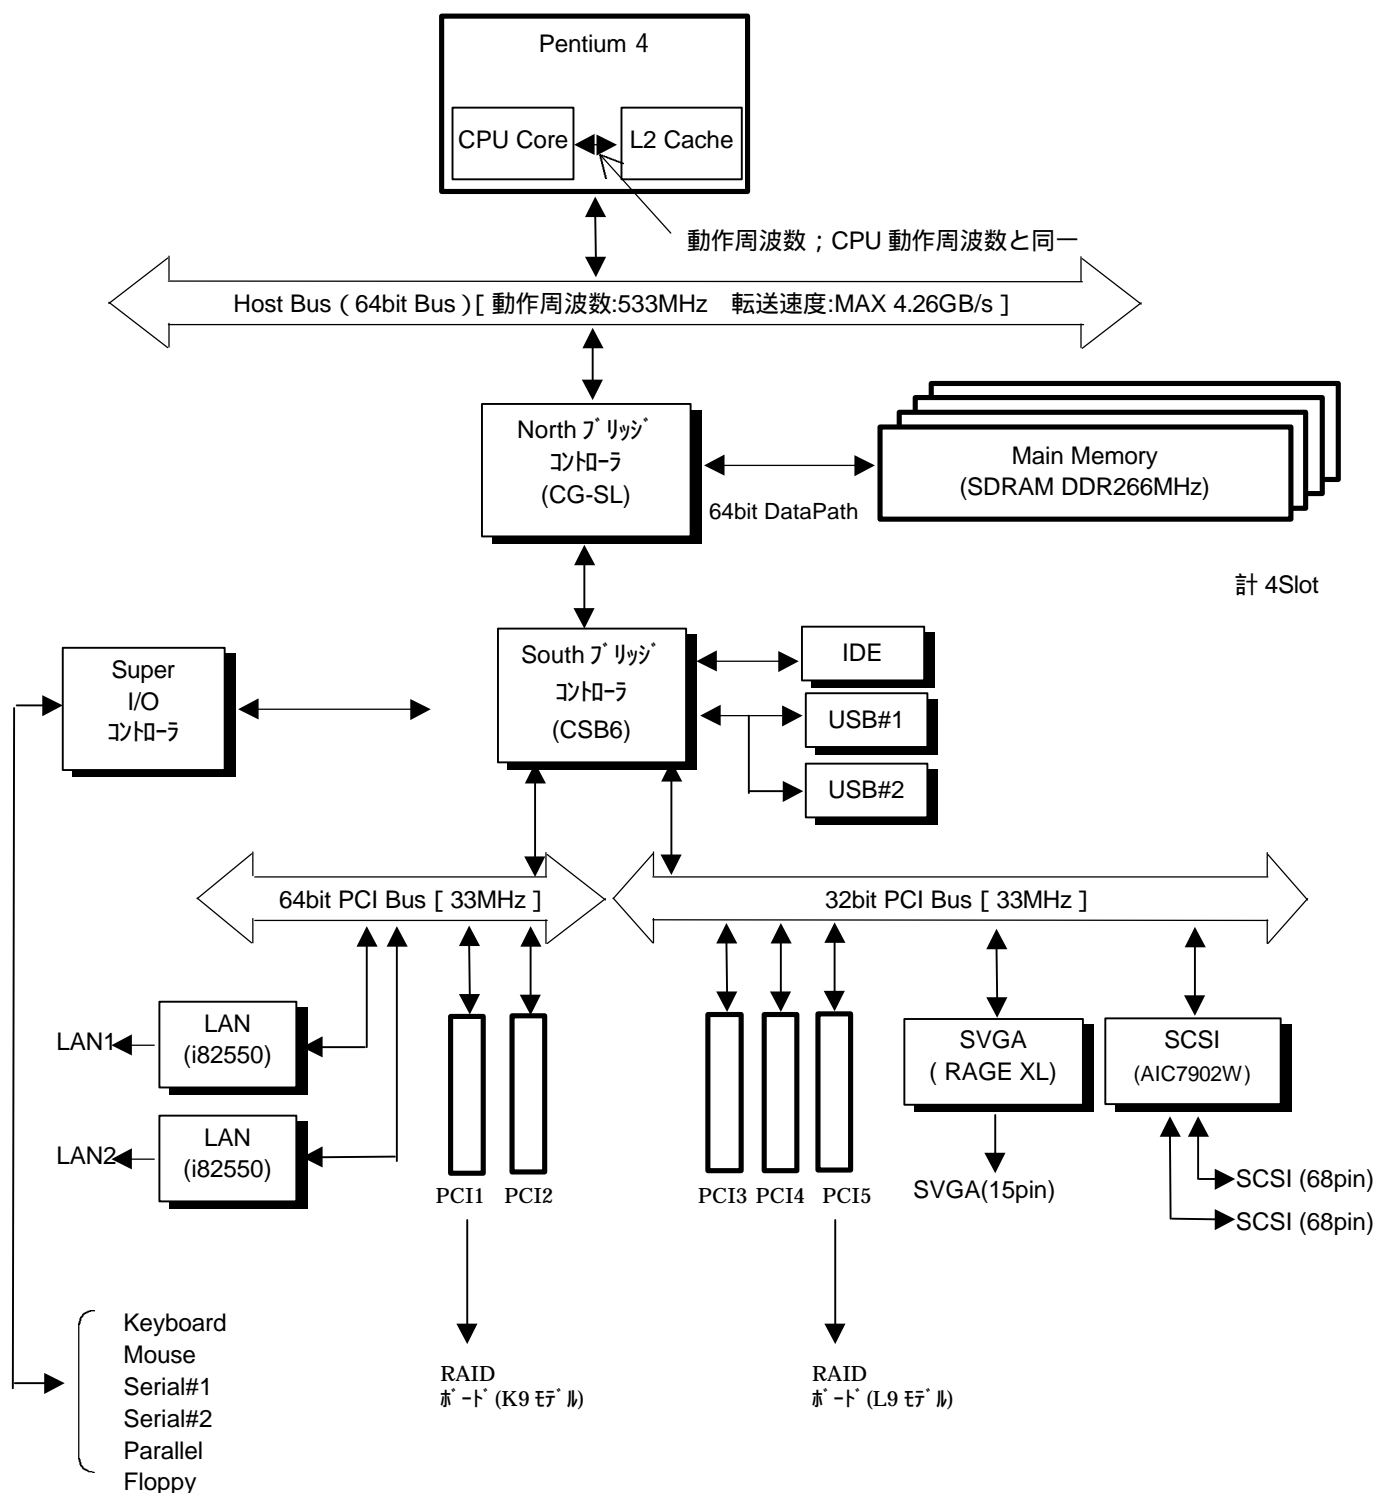 Pentium 4
CPU Core
L2 Cache
動作周波数；CPU 動作周波数と同一
Host Bus（64bit Bus）[ 動作周波数:533MHz　転送速度:MAX 4.26GB/s ]
North ﾌﾞﾘｯｼﾞ
ｺﾝﾄﾛｰﾗ
(CG-SL)
64bit DataPath
Main Memory
(SDRAM DDR266MHz)
計 4Slot
Super
I/O
ｺﾝﾄﾛｰﾗ
South ﾌﾞﾘｯｼﾞ
ｺﾝﾄﾛｰﾗ
(CSB6)
IDE
USB#1
USB#2
64bit PCI Bus [ 33MHz ]
32bit PCI Bus [ 33MHz ]
LAN1
LAN
(i82550)
LAN2
LAN
(i82550)
PCI1
PCI2
PCI3
PCI4
PCI5
SVGA
( RAGE XL)
SVGA(15pin)
SCSI
(AIC7902W)
SCSI (68pin)
SCSI (68pin)
RAID
ﾎﾞｰﾄﾞ(K9 ﾓﾃﾞﾙ)
RAID
ﾎﾞｰﾄﾞ(L9 ﾓﾃﾞﾙ)
Keyboard
Mouse
Serial#1
Serial#2
Parallel
Floppy